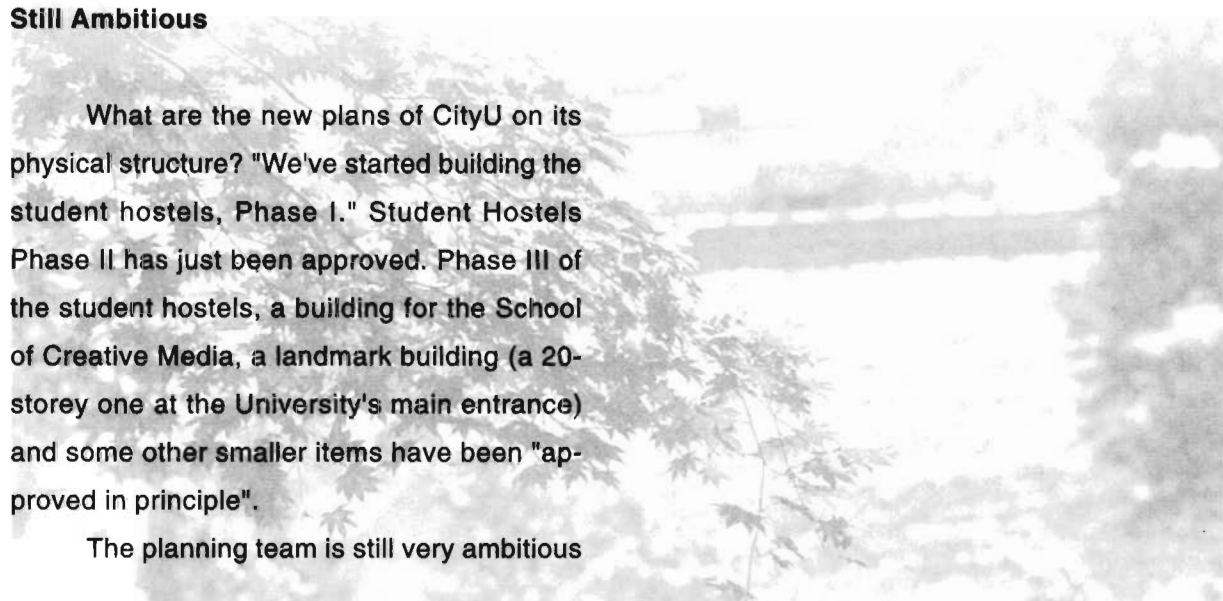 Still Ambitious
What are the new plans of CityU on its
physical structure? "We've started building the
student hostels, Phase I." Student Hostels
Phase II has just been approved. Phase III of
the student hostels, a building for the School
of Creative Media, a landmark building (a 20-
storey one at the University's main entrance)
and some other smaller items have been "ap-
proved in principle".
The planning team is still very ambitious